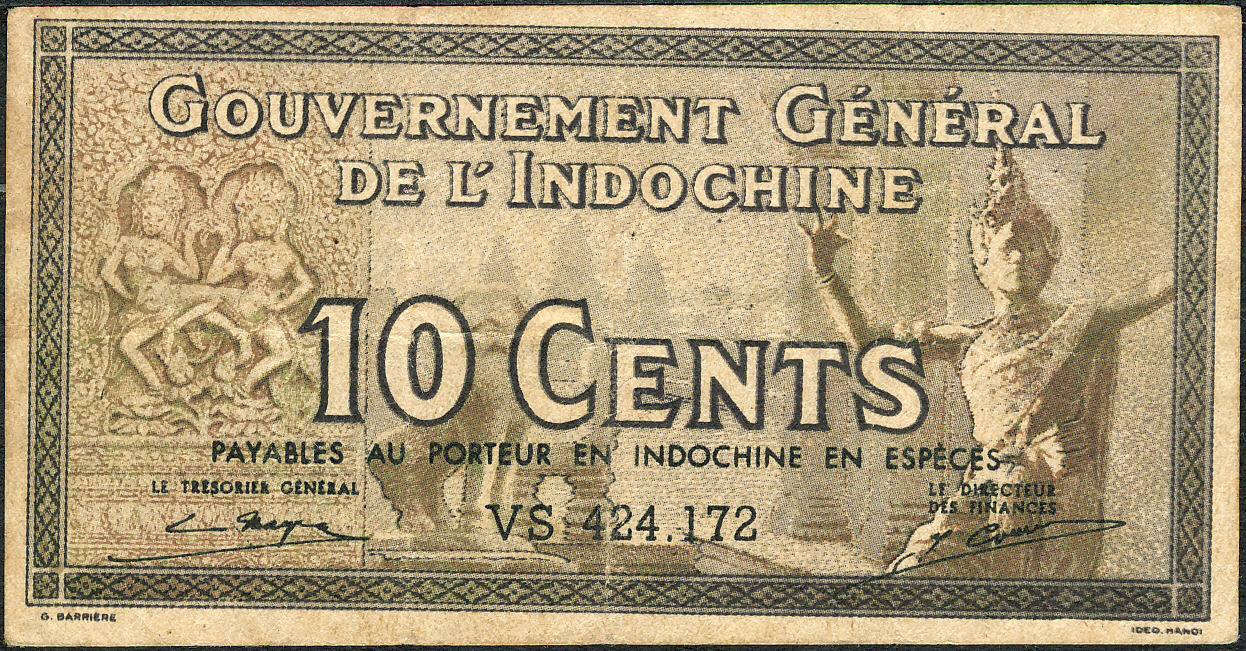 GOUVERNEMENT GÉNÉRAL
DE L'INDOCHINE
10 CENTS
PAYABLES AU PORTEUR EN INDOCHINE EN ESPÈCES
LE TRÉSORIER GÉNÉRAL
LE DIRECTEUR
DES FINANCES
VS 424.172
G. BARRIÈRE
IDEO. HANOI